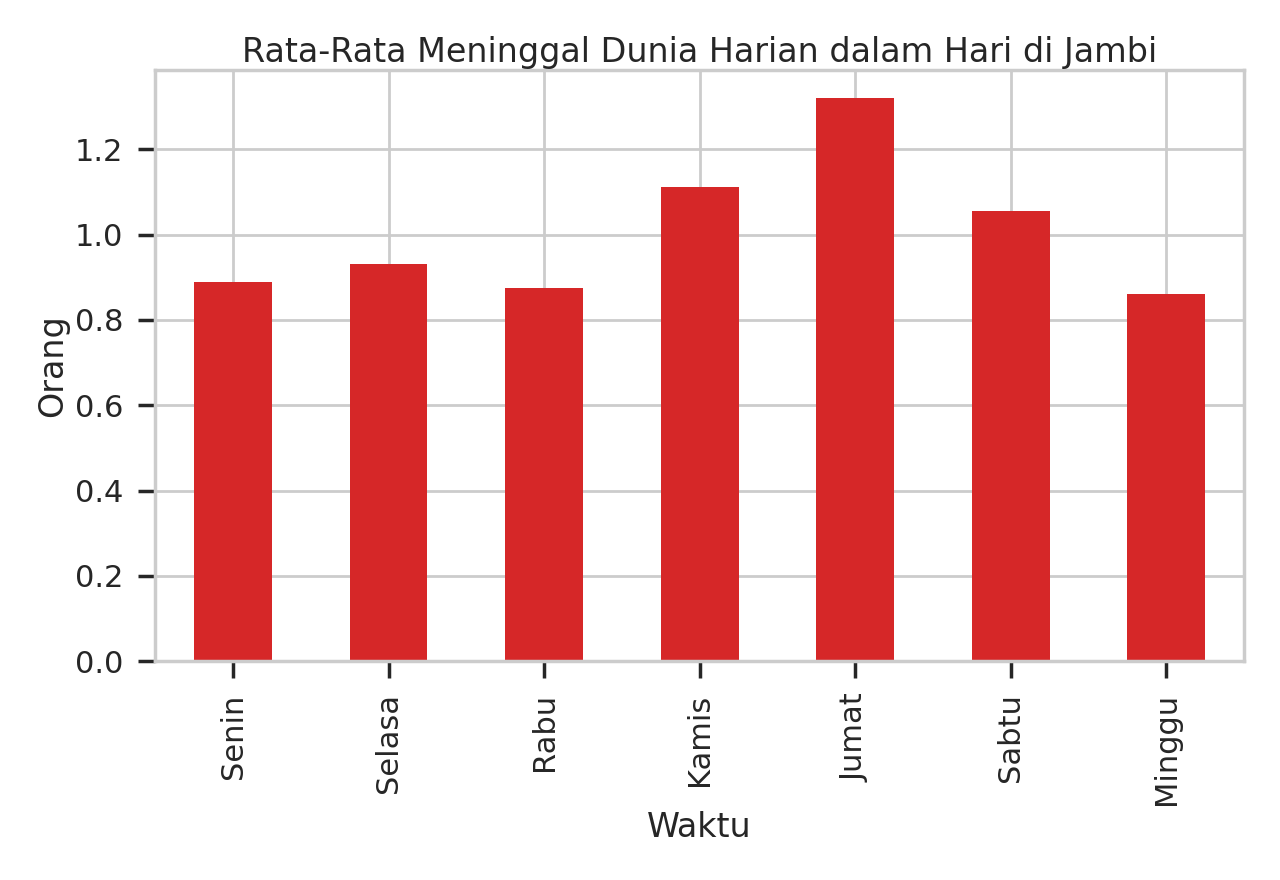 Rata-Rata Meninggal Dunia Harian dalam Hari di Jambi
1.2
1.0
0.8
0.6
0.4
0.2
0.0
Orang
Senin
Selasa
Rabu
Kamis
Jumat
Sabtu
Minggu
Waktu